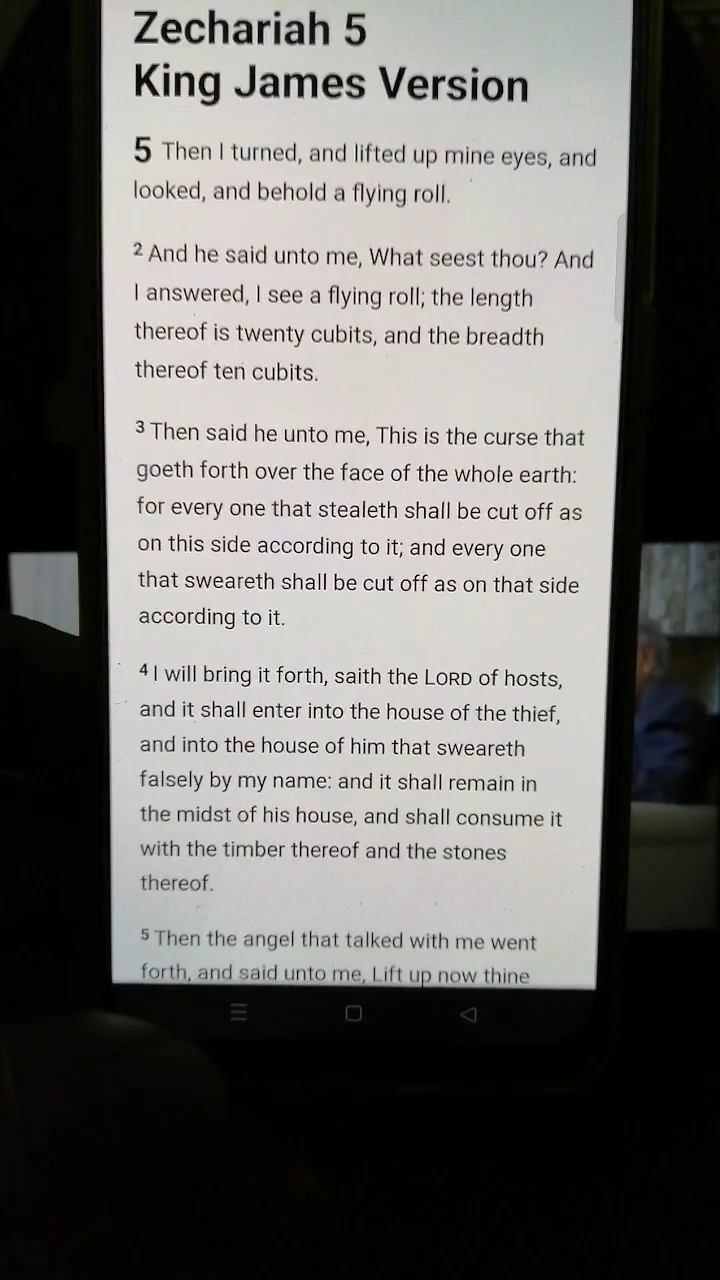 Zechariah 5
King James Version
5 Then I turned, and lifted up mine eyes, and
looked, and behold a flying roll.
2 And he said unto me, What seest thou? And
I answered, I see a flying roll; the length
thereof is twenty cubits, and the breadth
thereof ten cubits.
3 Then said he unto me, This is the curse that
goeth forth over the face of the whole earth:
for every one that stealeth shall be cut off as
on this side according to it; and every one
that sweareth shall be cut off as on that side
according to it.
4 I will bring it forth, saith the LORD of hosts,
and it shall enter into the house of the thief,
and into the house of him that sweareth
falsely by my name: and it shall remain in
the midst of his house, and shall consume it
with the timber thereof and the stones
thereof.
5 Then the angel that talked with me went
forth, and said unto me, Lift up now thine